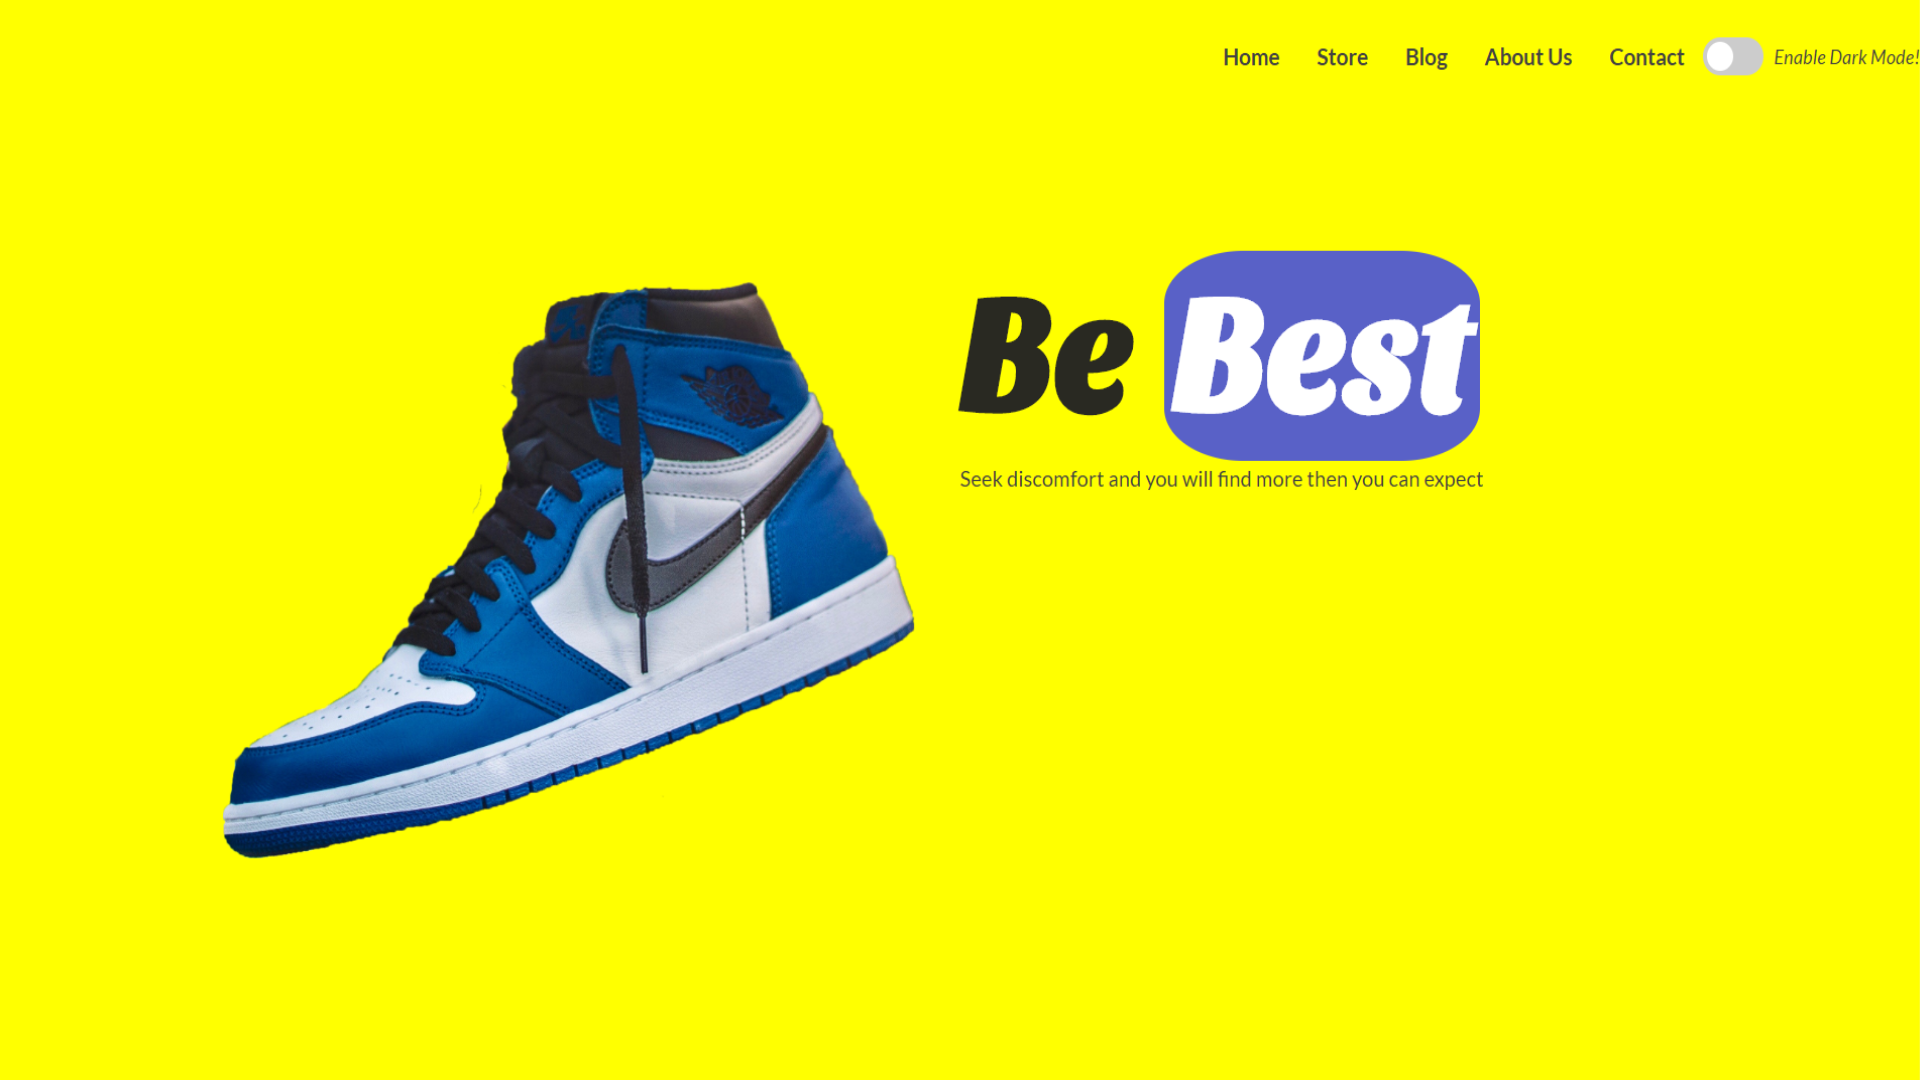 Home Store Blog About Us Contact Enable Dark Mode!
Be Best
Seek discomfort and you will find more then you can expect